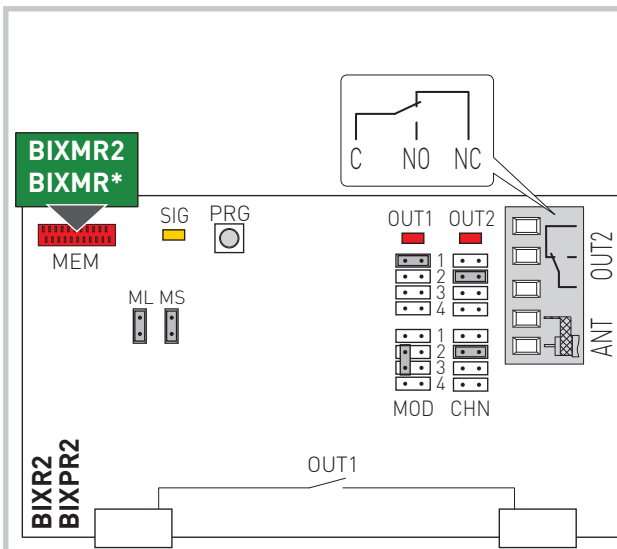 C NO NC
BIXMR2
BIXMR*
MEM
SIG
PRG
OUT1 OUT2
1
2
3
4
1
2
3
4
MOD CHN
ML MS
OUT2
ANT
BIXR2
BIXPR2
OUT1